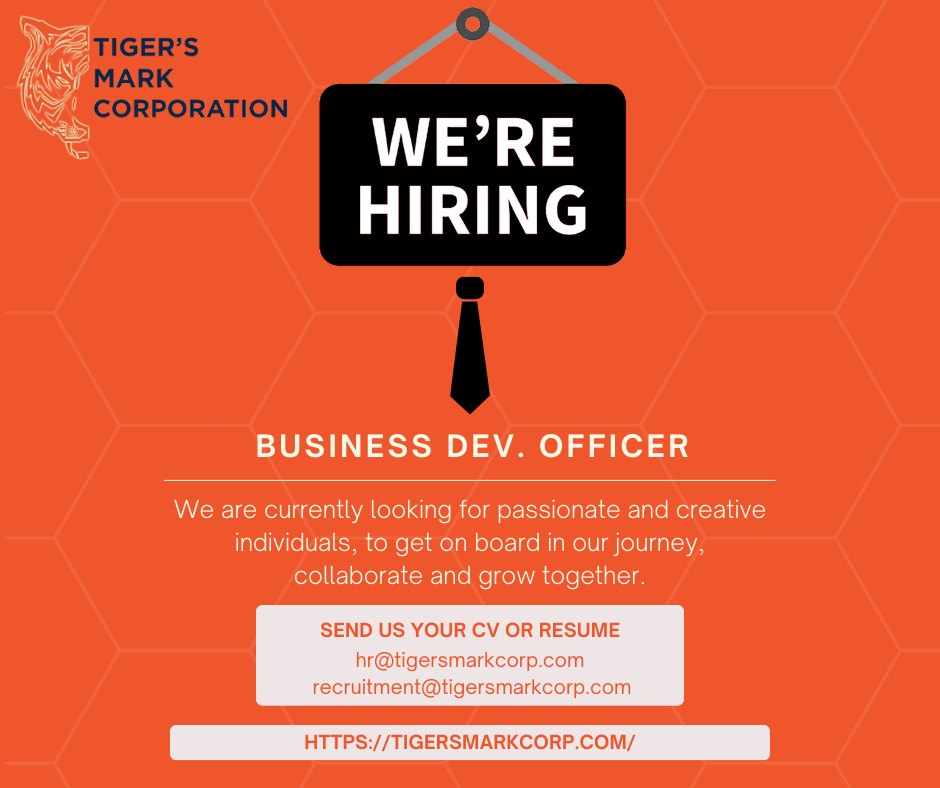 TIGER'S
MARK
CORPORATION
WE'RE
HIRING
BUSINESS DEV. OFFICER
We are currently looking for passionate and creative
individuals, to get on board in our journey,
collaborate and grow together.
SEND US YOUR CV OR RESUME
hr@tigersmarkcorp.com
recruitment@tigersmarkcorp.com
HTTPS://TIGERSMARKCORP.COM/